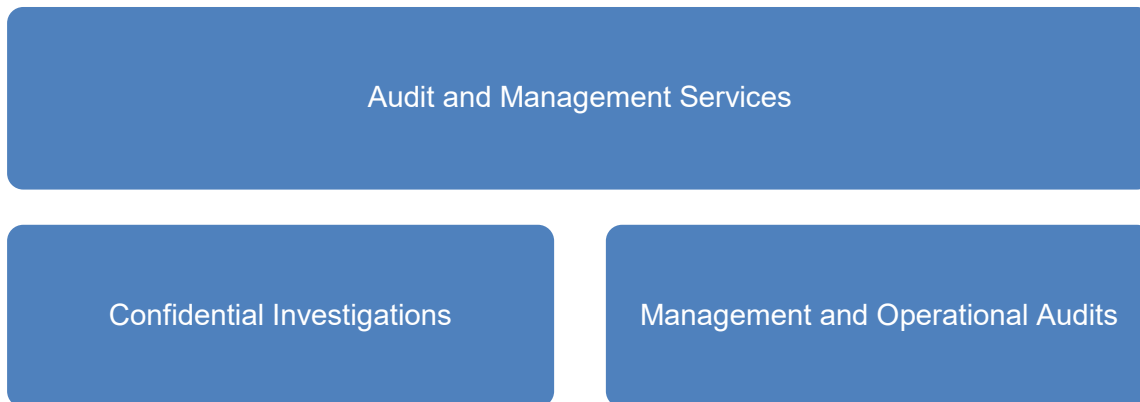 Audit and Management Services
Confidential Investigations
Management and Operational Audits